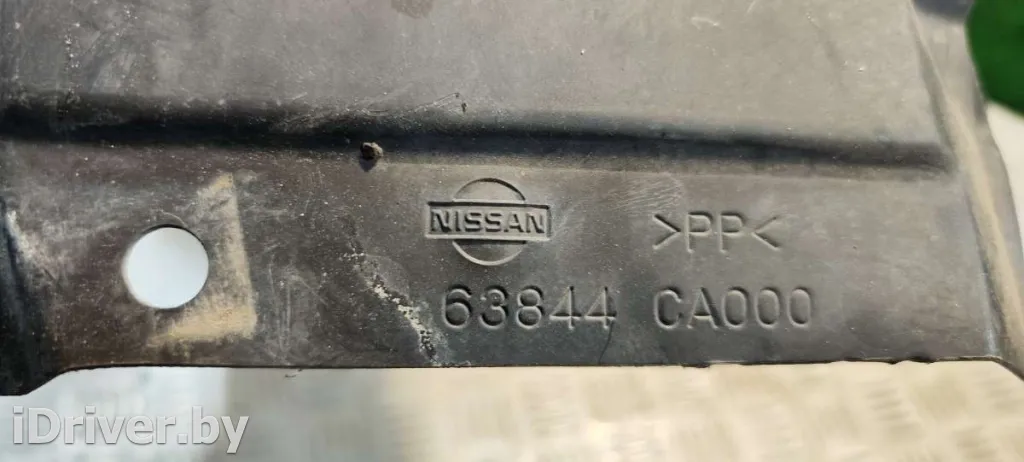 NISSAN >PP<
63844 CA000
iDriver.by